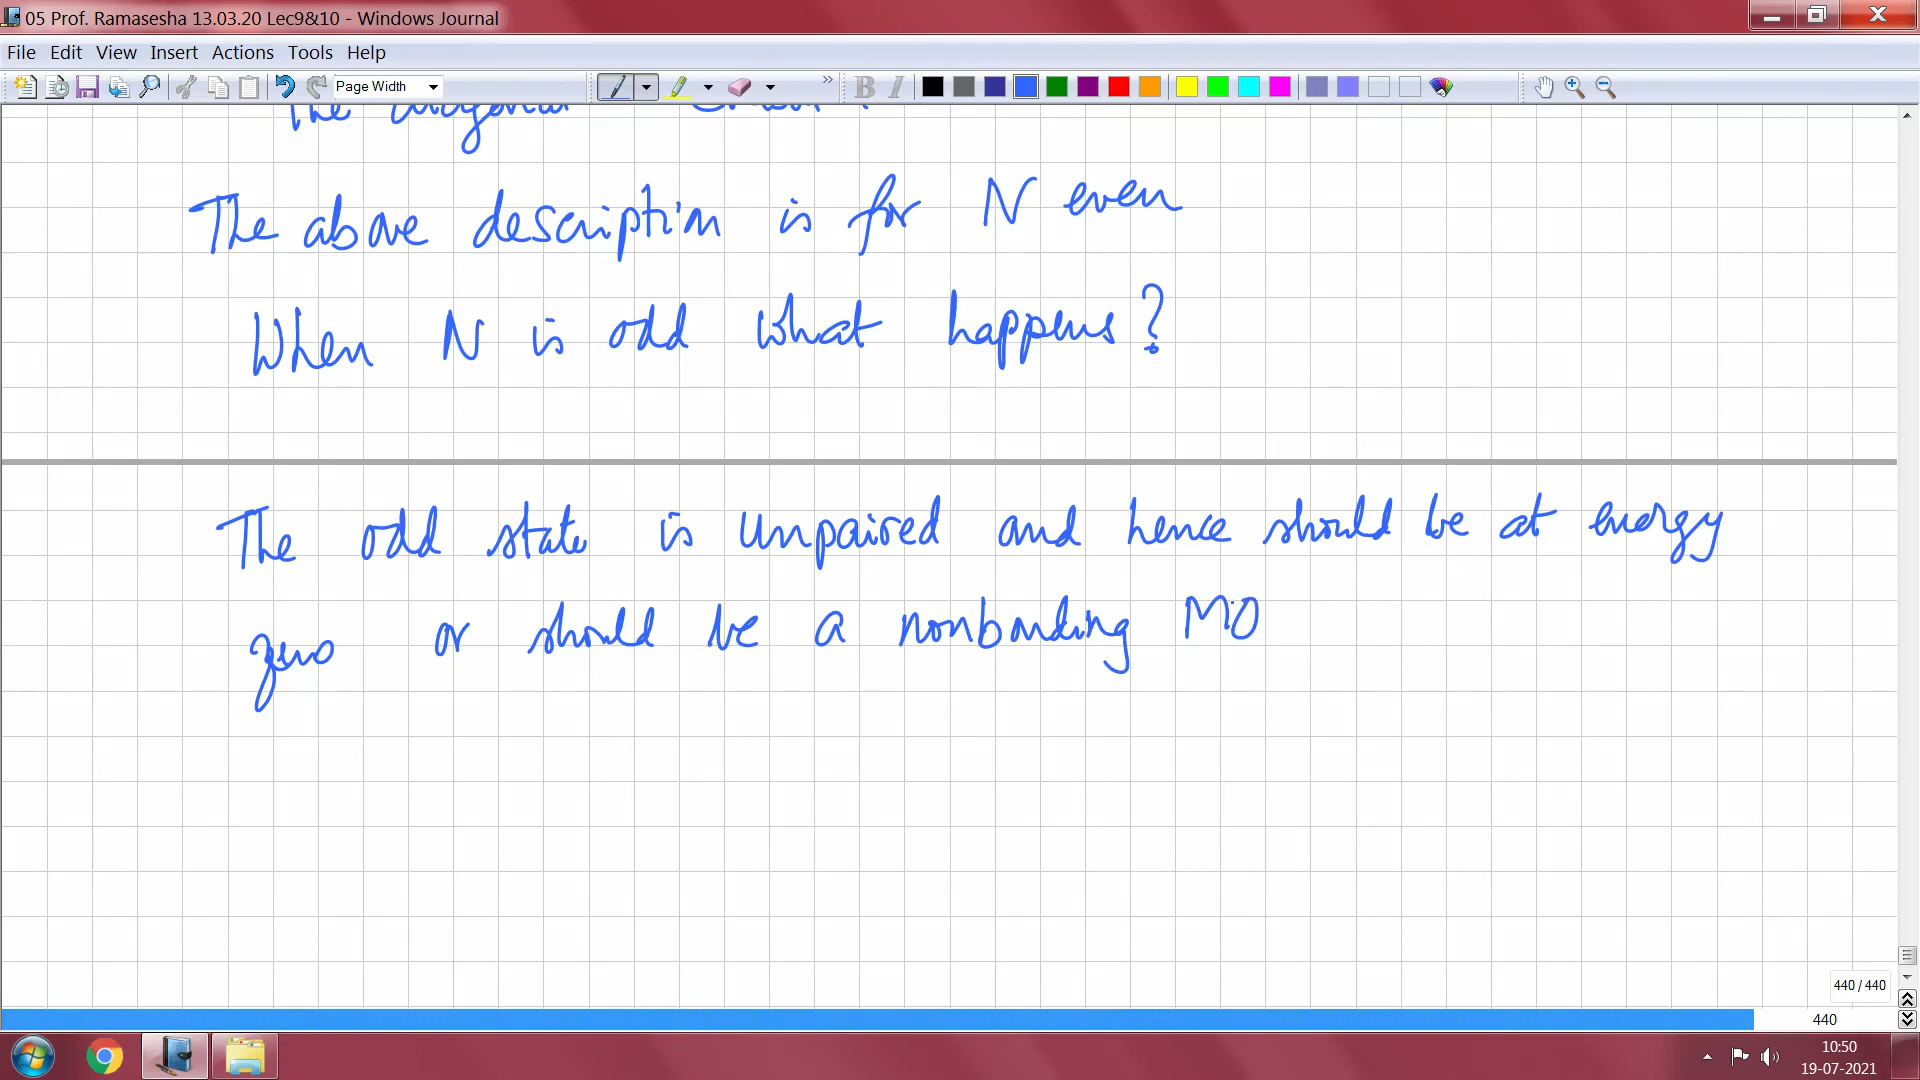 05 Prof. Ramasesha 13.03.20 Lec9&10 - Windows Journal
File Edit View Insert Actions Tools Help
Page Width
B I
The diagonal
The above description is for N even
When N is odd what happens?
The odd state is unpaired and hence should be at energy
zero or should be a nonbonding MO
440 / 440
440
10:50
19-07-2021